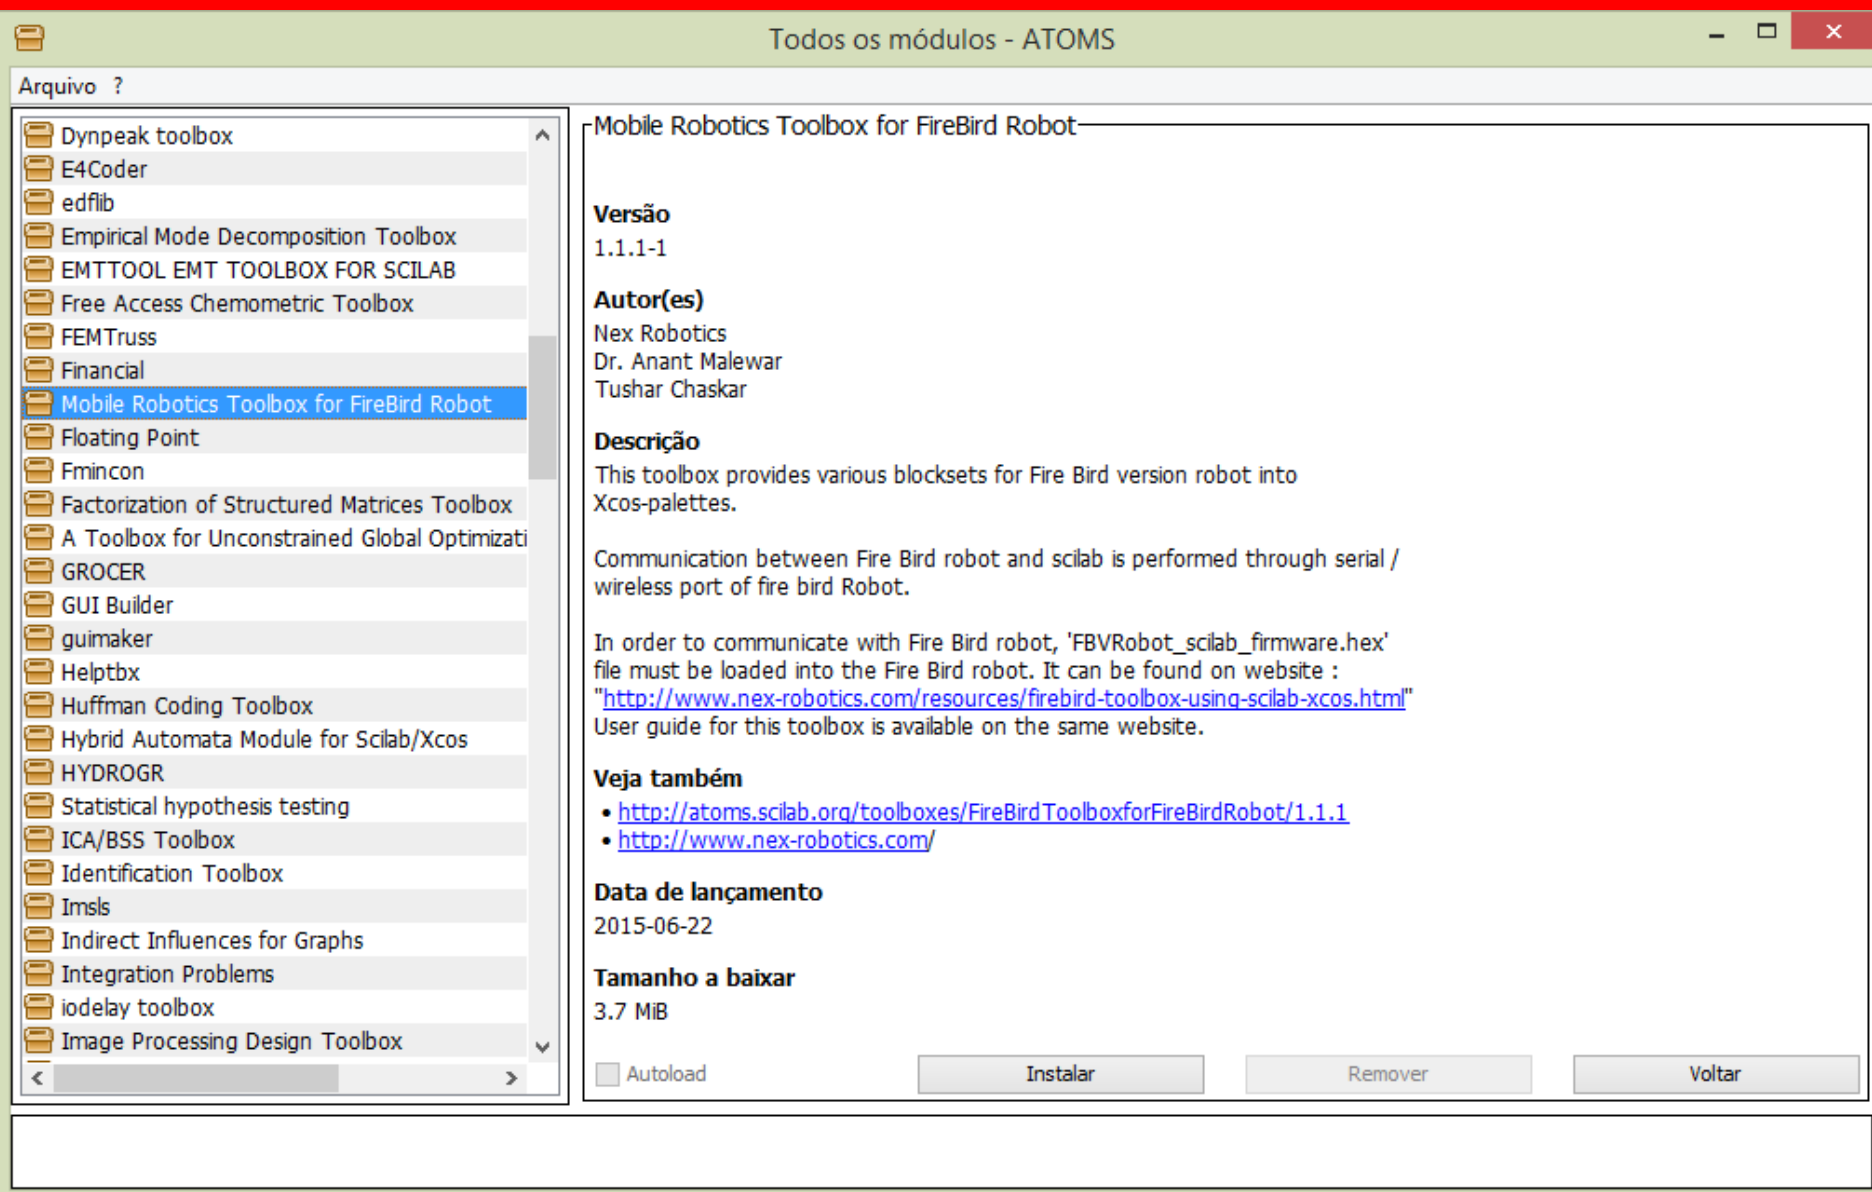 Todos os módulos - ATOMS
Arquivo ?
Dynpeak toolbox
E4Coder
edflib
Empirical Mode Decomposition Toolbox
EMTTOOL EMT TOOLBOX FOR SCILAB
Free Access Chemometric Toolbox
FEMTruss
Financial
Mobile Robotics Toolbox for FireBird Robot
Floating Point
Fmincon
Factorization of Structured Matrices Toolbox
A Toolbox for Unconstrained Global Optimizati
GROCER
GUI Builder
guimaker
Helptbx
Huffman Coding Toolbox
Hybrid Automata Module for Scilab/Xcos
HYDROGR
Statistical hypothesis testing
ICA/BSS Toolbox
Identification Toolbox
Imsls
Indirect Influences for Graphs
Integration Problems
iodelay toolbox
Image Processing Design Toolbox
Mobile Robotics Toolbox for FireBird Robot
Versão
1.1.1-1
Autor(es)
Nex Robotics
Dr. Anant Malewar
Tushar Chaskar
Descrição
This toolbox provides various blocksets for Fire Bird version robot into
Xcos-palettes.
Communication between Fire Bird robot and scilab is performed through serial /
wireless port of fire bird Robot.
In order to communicate with Fire Bird robot, 'FBVRobot_scilab_firmware.hex'
file must be loaded into the Fire Bird robot. It can be found on website :
"http://www.nex-robotics.com/resources/firebird-toolbox-using-scilab-xcos.html"
User guide for this toolbox is available on the same website.
Veja também
• http://atoms.scilab.org/toolboxes/FireBirdToolboxforFireBirdRobot/1.1.1
• http://www.nex-robotics.com/
Data de lançamento
2015-06-22
Tamanho a baixar
3.7 MiB
Autoload
Instalar
Remover
Voltar